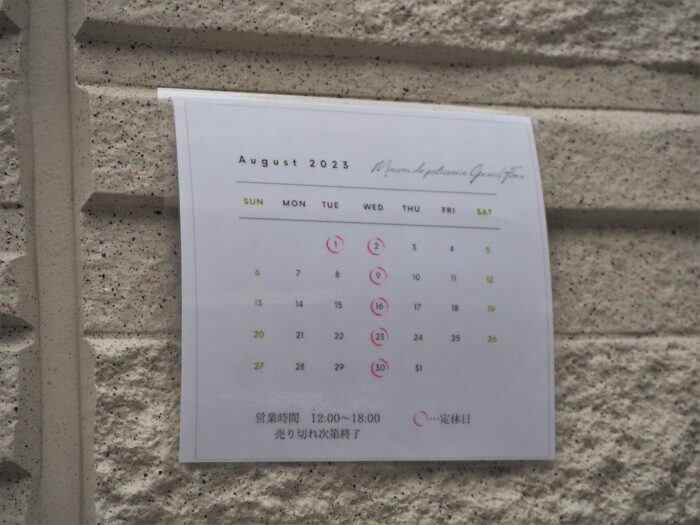 August 2023 Maison de patisserie
SUN MON TUE WED THU FRI SAT
1 2 3 4 5
6 7 8 9 10 11 12
13 14 15 16 17 18 19
20 21 22 23 24 25 26
27 28 29 30 31
営業時間 12:00〜18:00 …定休日
売り切れ次第終了